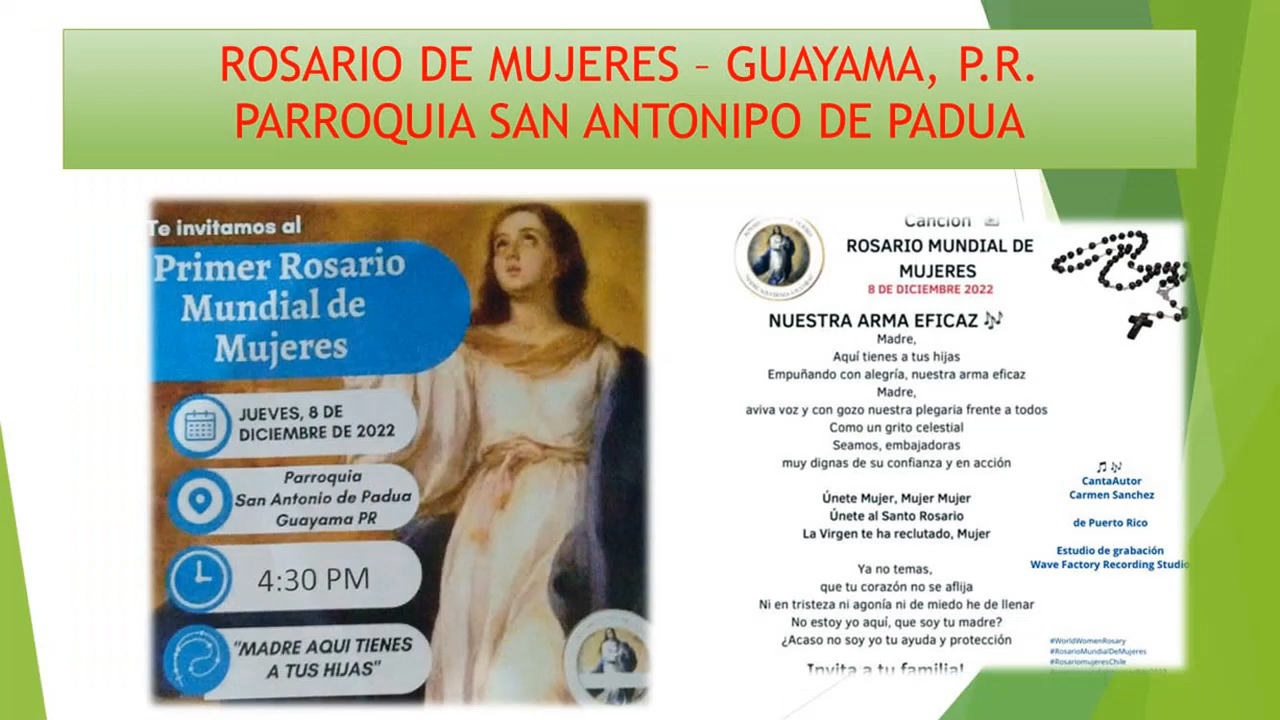 ROSARIO DE MUJERES – GUAYAMA, P.R.
PARROQUIA SAN ANTONIPO DE PADUA
Te invitamos al
Primer Rosario
Mundial de
Mujeres
JUEVES, 8 DE
DICIEMBRE DE 2022
Parroquia
San Antonio de Padua
Guayama PR
4:30 PM
"MADRE AQUI TIENES
A TUS HIJAS"
Canción
ROSARIO MUNDIAL DE
MUJERES
8 DE DICIEMBRE 2022
NUESTRA ARMA EFICAZ 🎶
Madre,
Aquí tienes a tus hijas
Empuñando con alegría, nuestra arma eficaz
Madre,
aviva voz y con gozo nuestra plegaria frente a todos
Como un grito celestial
Seamos, embajadoras
muy dignas de su confianza y en acción
Únete Mujer, Mujer Mujer
Únete al Santo Rosario
La Virgen te ha reclutado, Mujer
Ya no temas,
que tu corazón no se aflija
Ni en tristeza ni agonía ni de miedo he de llenar
No estoy yo aquí, que soy tu madre?
¿Acaso no soy yo tu ayuda y protección
Invita a tu familia!
🎵 🎶
CantaAutor
Carmen Sanchez
de Puerto Rico
Estudio de grabación
Wave Factory Recording Studio
#WorldWomenRosary
#RosarioMundialDeMujeres
#RosariomujeresChile